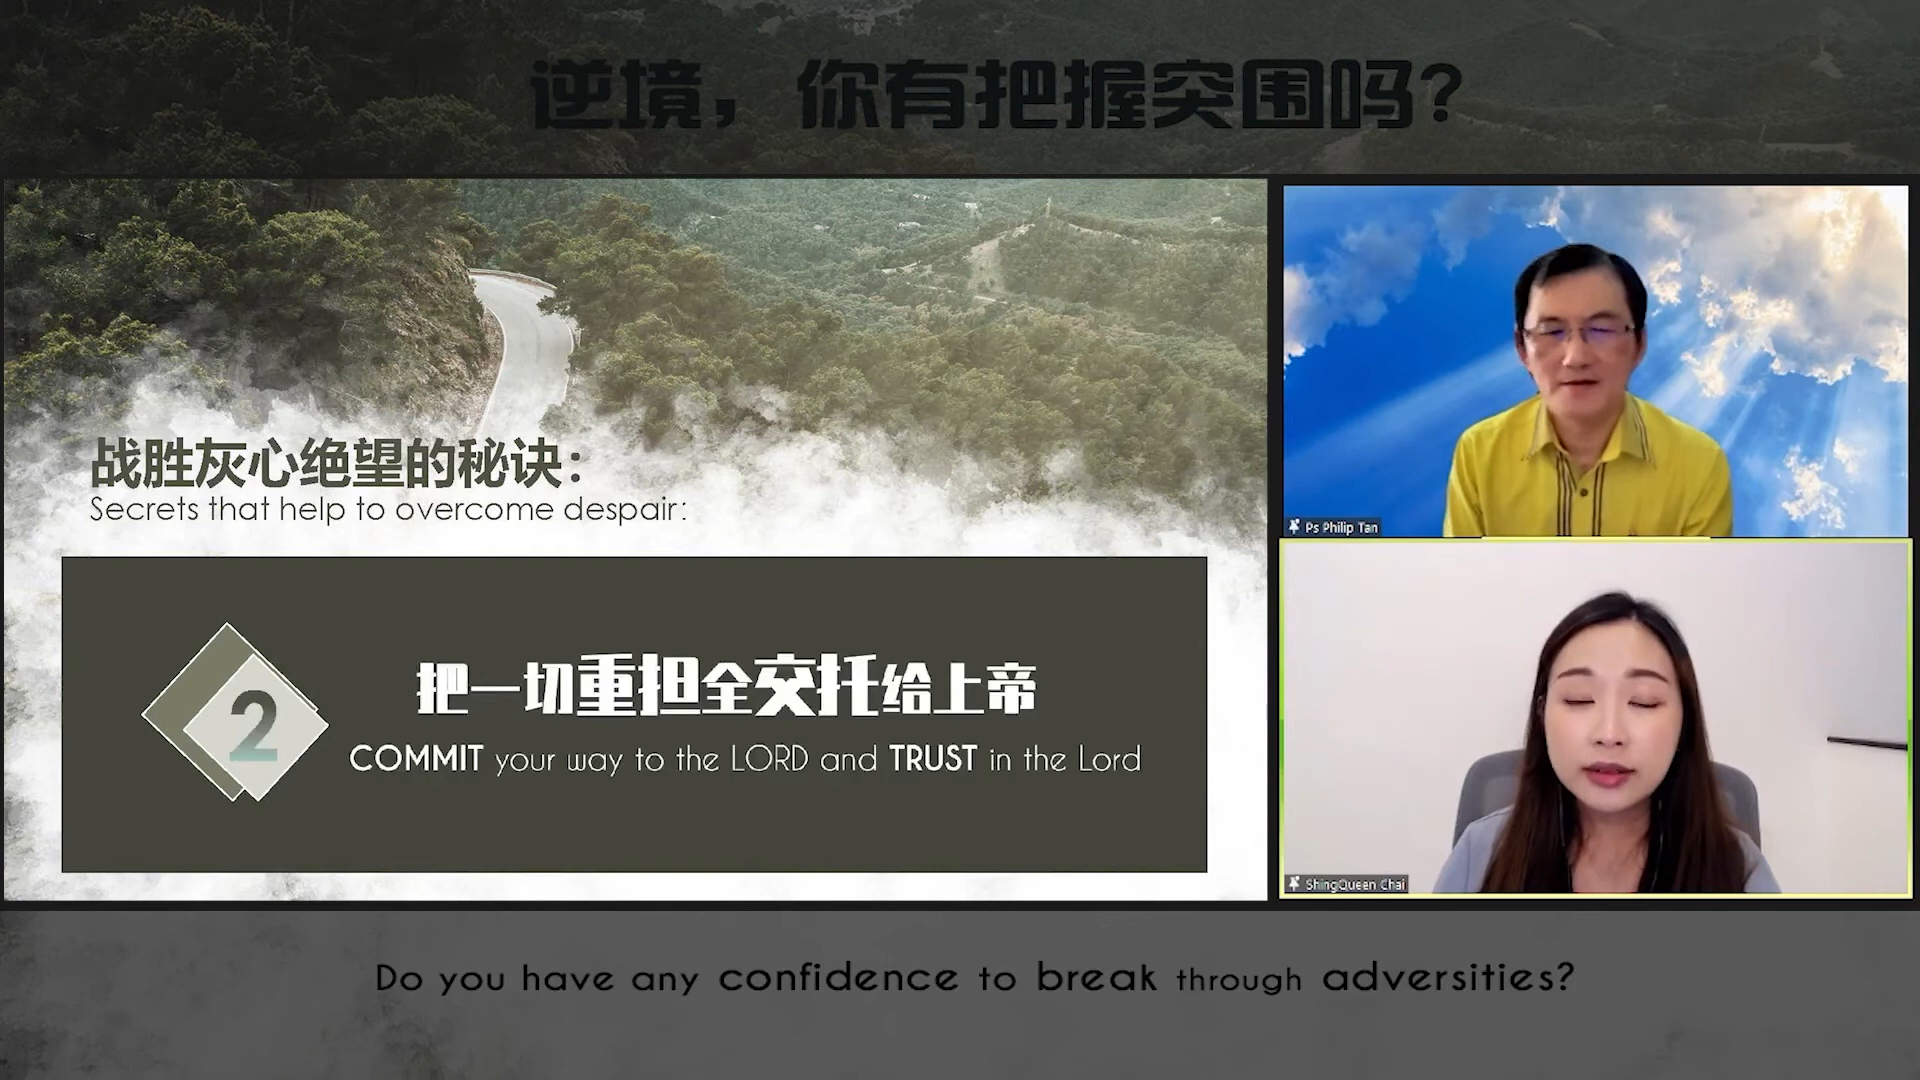 逆境，你有把握突围吗？
战胜灰心绝望的秘诀：
Secrets that help to overcome despair:
2
把一切重担全交托给上帝
COMMIT your way to the LORD and TRUST in the Lord
Ps Philip Tan
ShingQueen Chai
Do you have any confidence to break through adversities?